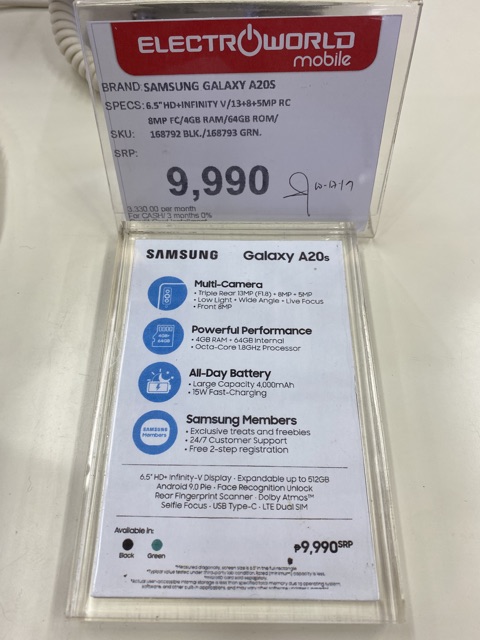 ELECTROWORLD
mobile
BRAND: SAMSUNG GALAXY A20S
SPECS: 6.5" HD+INFINITY V/13+8+5MP RC
8MP FC/4GB RAM/64GB ROM/
SKU: 168792 BLK./168793 GRN.
SRP:
9,990
3,330.00 per month
For CASH/ 3 months 0%
SAMSUNG Galaxy A20s
Multi-Camera
• Triple Rear 13MP (F1.8) + 8MP + 5MP
• Low Light • Wide Angle • Live Focus
• Front 8MP
4GB+
64GB
Powerful Performance
• 4GB RAM + 64GB Internal
• Octa-Core 1.8GHz Processor
All-Day Battery
• Large Capacity 4,000mAh
• 15W Fast-Charging
SAMSUNG
Members
Samsung Members
• Exclusive treats and freebies
• 24/7 Customer Support
• Free 2-step registration
6.5" HD+ Infinity-V Display · Expandable up to 512GB
Android 9.0 Pie · Face Recognition Unlock
Rear Fingerprint Scanner · Dolby Atmos™
Selfie Focus · USB Type-C · LTE Dual SIM
Available in:
Black Green
₱9,990SRP